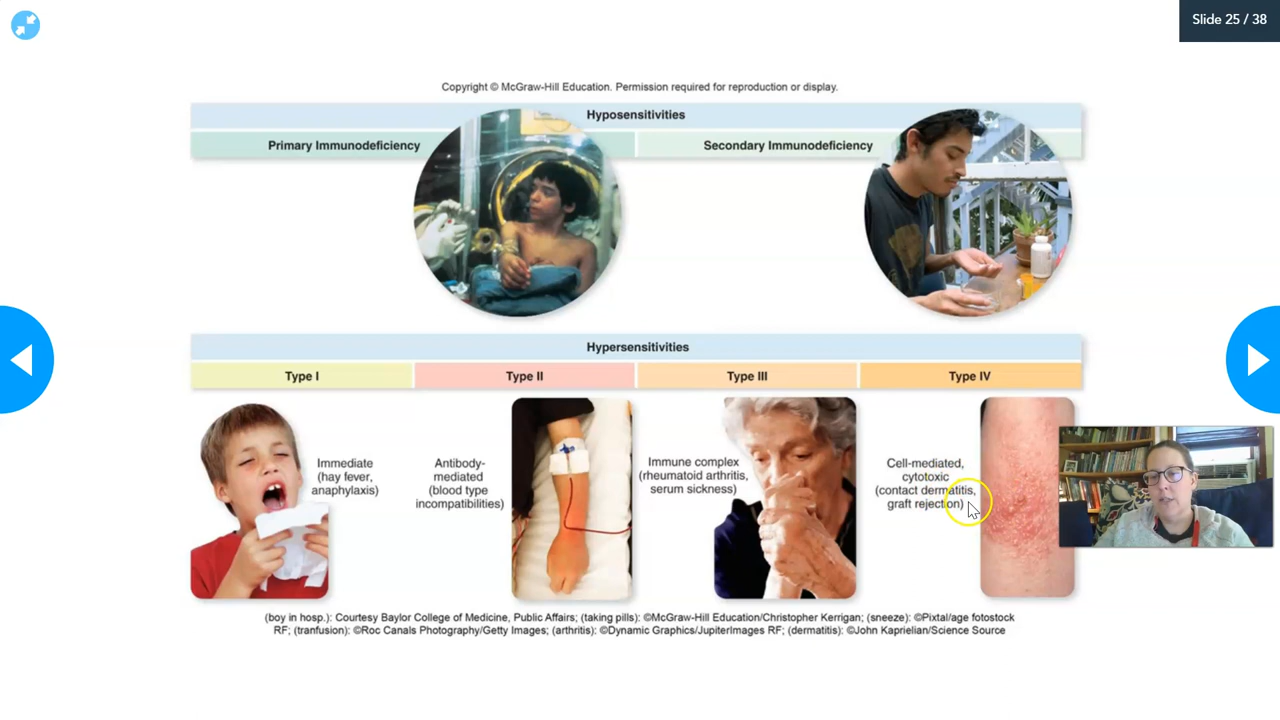 Slide 25 / 38
Copyright © McGraw-Hill Education. Permission required for reproduction or display.
Hyposensitivities
Primary Immunodeficiency
Secondary Immunodeficiency
Hypersensitivities
Type I
Type II
Type III
Type IV
Immediate
(hay fever,
anaphylaxis)
Antibody-
mediated
(blood type
incompatibilities)
Immune complex
(rheumatoid arthritis,
serum sickness)
Cell-mediated,
cytotoxic
(contact dermatitis,
graft rejection)
(boy in hosp.): Courtesy Baylor College of Medicine, Public Affairs; (taking pills): ©McGraw-Hill Education/Christopher Kerrigan; (sneeze): ©Pixtal/age fotostock
RF; (tranfusion): ©Roc Canals Photography/Getty Images; (arthritis): ©Dynamic Graphics/JupiterImages RF; (dermatitis): ©John Kaprielian/Science Source